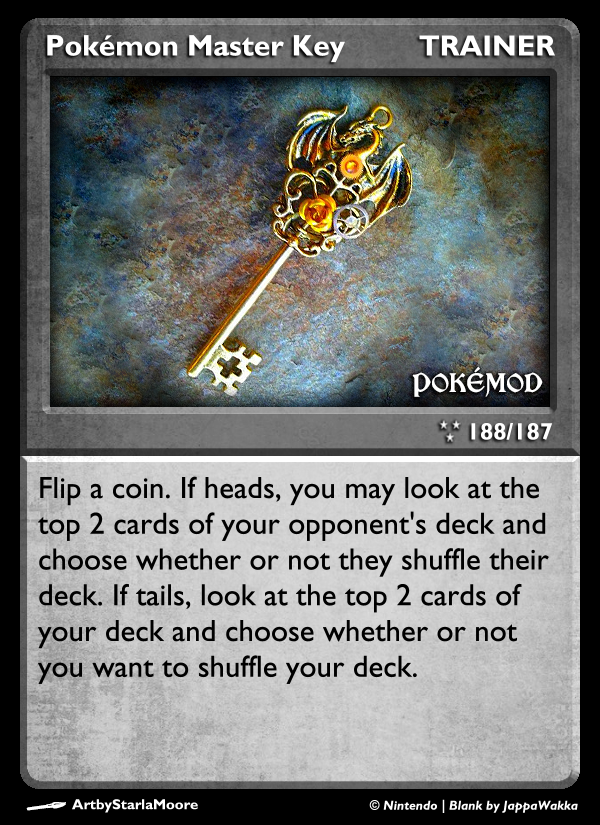 Pokémon Master Key TRAINER
POKÉMOD
188/187
Flip a coin. If heads, you may look at the
top 2 cards of your opponent's deck and
choose whether or not they shuffle their
deck. If tails, look at the top 2 cards of
your deck and choose whether or not
you want to shuffle your deck.
ArtbyStarlaMoore © Nintendo | Blank by JappaWakka